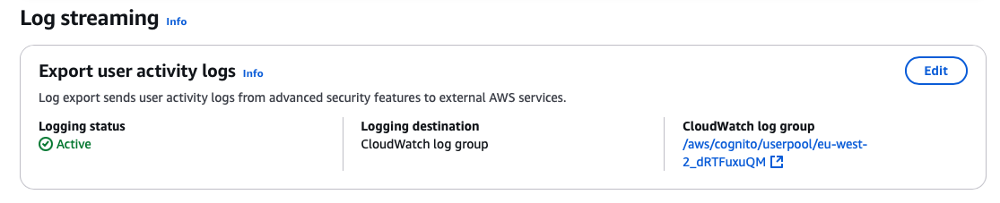 Log streaming Info
Export user activity logs Info
Edit
Log export sends user activity logs from advanced security features to external AWS services.
Logging status
Active
Logging destination
CloudWatch log group
CloudWatch log group
/aws/cognito/userpool/eu-west-
2_dRTFuxuQM